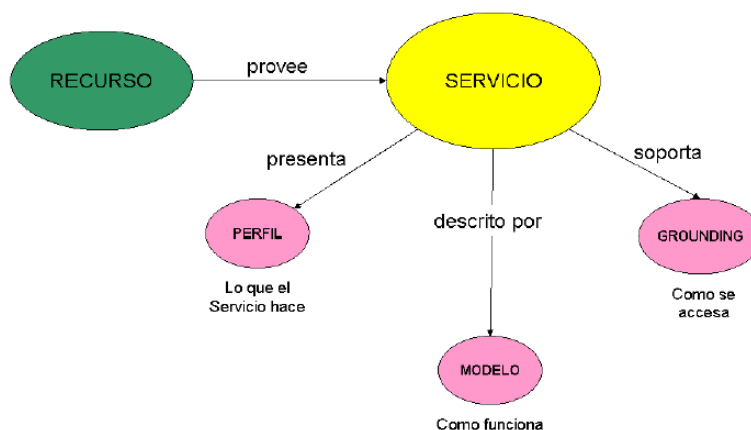 RECURSO
provee
SERVICIO
presenta
descrito por
soporta
PERFIL
Lo que el
Servicio hace
GROUNDING
Como se
accesa
MODELO
Como funciona